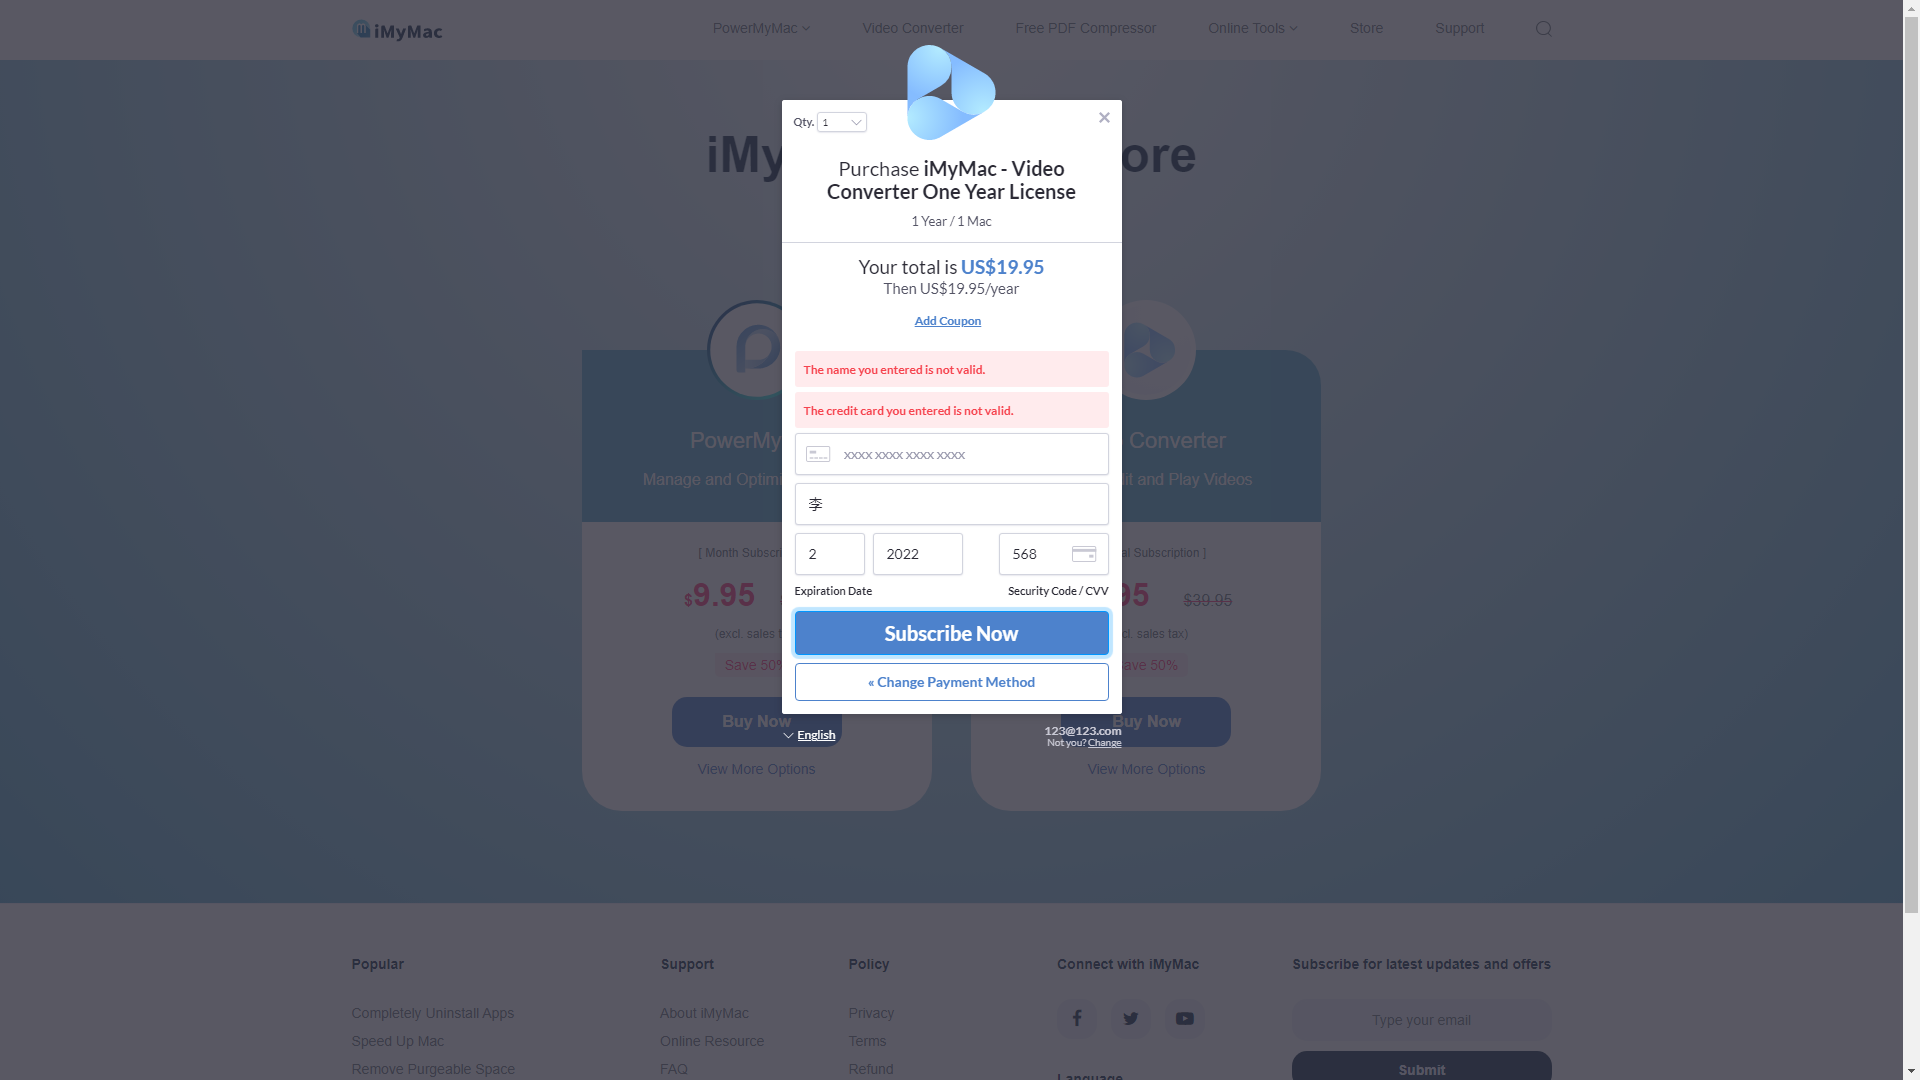 iMyMac
PowerMyMac
Video Converter
Free PDF Compressor
Online Tools
Store
Support
Qty.
1
×
iMy
ore
Purchase iMyMac - Video
Converter One Year License
1 Year / 1 Mac
Your total is US$19.95
Then US$19.95/year
Add Coupon
The name you entered is not valid.
The credit card you entered is not valid.
XXXX XXXX XXXX XXXX
李
2
2022
568
Expiration Date
Security Code / CVV
Subscribe Now
« Change Payment Method
English
123@123.com
Not you? Change
PowerMy
Manage and Optimi
[ Month Subscri
$9.95
(excl. sales t
Save 50%
Buy Now
View More Options
Converter
it and Play Videos
al Subscription ]
95
$39.95
cl. sales tax)
ave 50%
Buy Now
View More Options
Popular
Completely Uninstall Apps
Speed Up Mac
Remove Purgeable Space
Support
About iMyMac
Online Resource
FAQ
Policy
Privacy
Terms
Refund
Connect with iMyMac
Language
Subscribe for latest updates and offers
Type your email
Submit